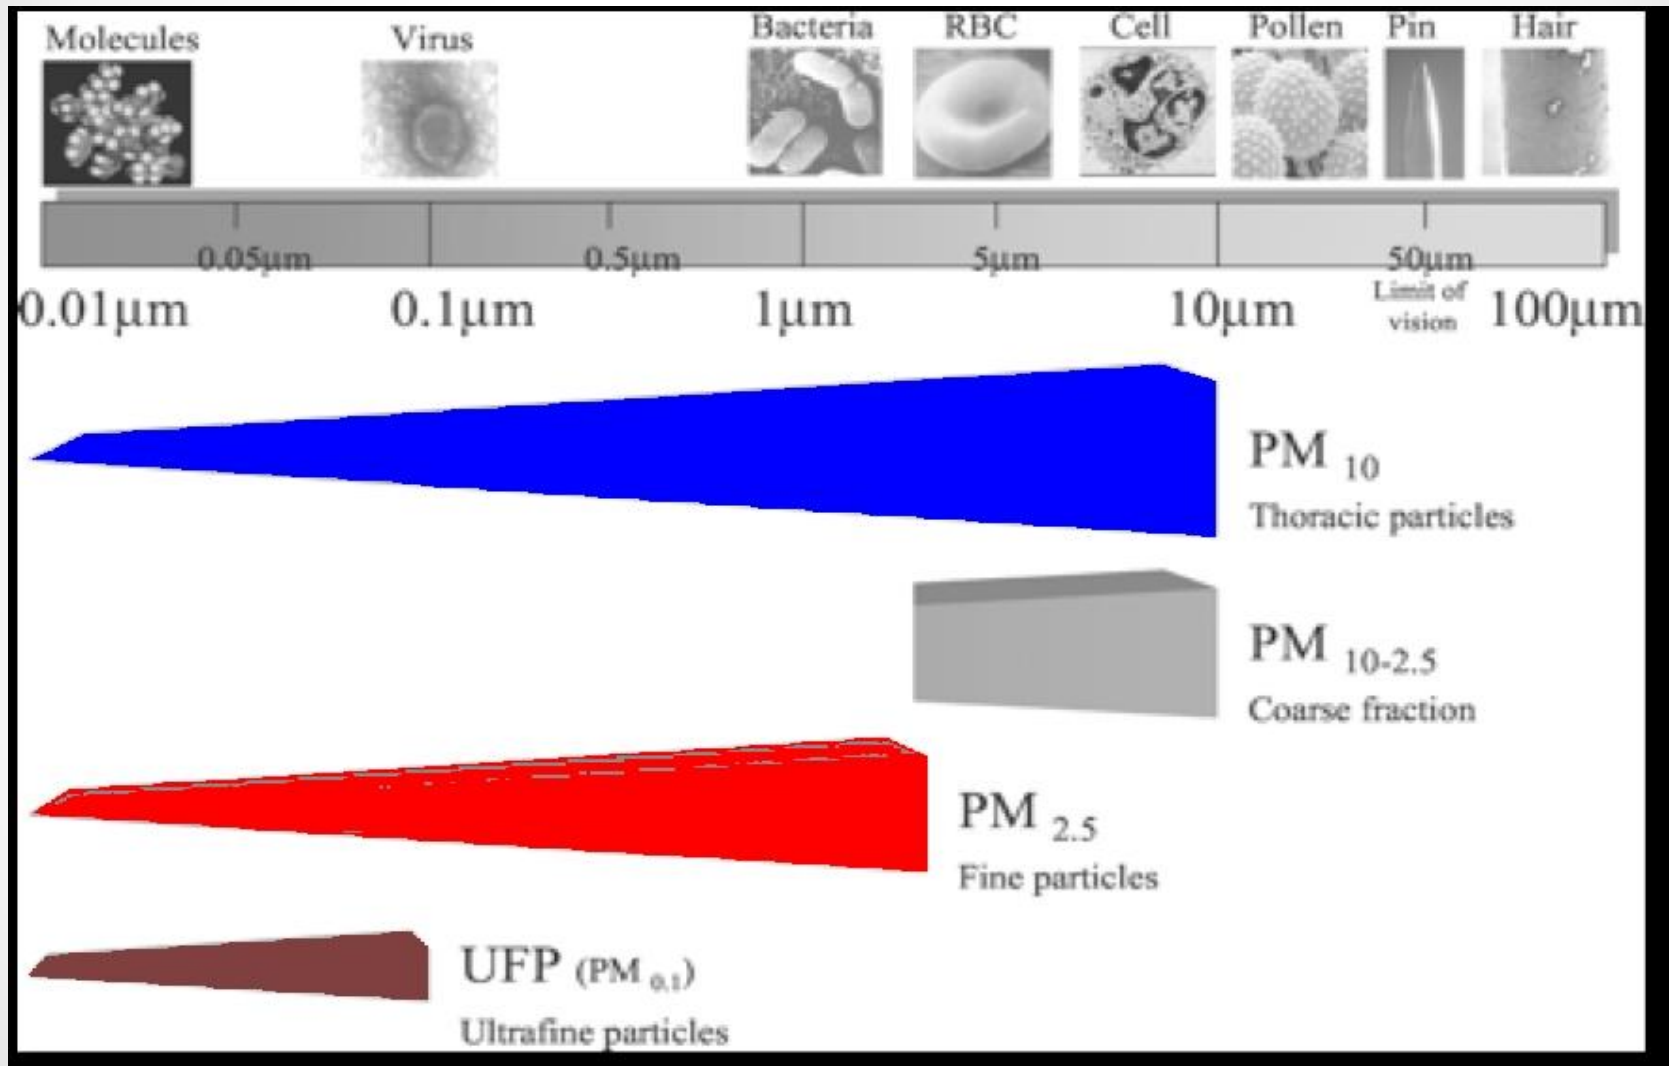 Molecules Virus Bacteria RBC Cell Pollen Pin Hair
0.05µm 0.5µm 5µm 50µm
0.01µm 0.1µm 1µm 10µm Limit of vision 100µm
PM 10
Thoracic particles
PM 10-2.5
Coarse fraction
PM 2.5
Fine particles
UFP (PM 0.1)
Ultrafine particles